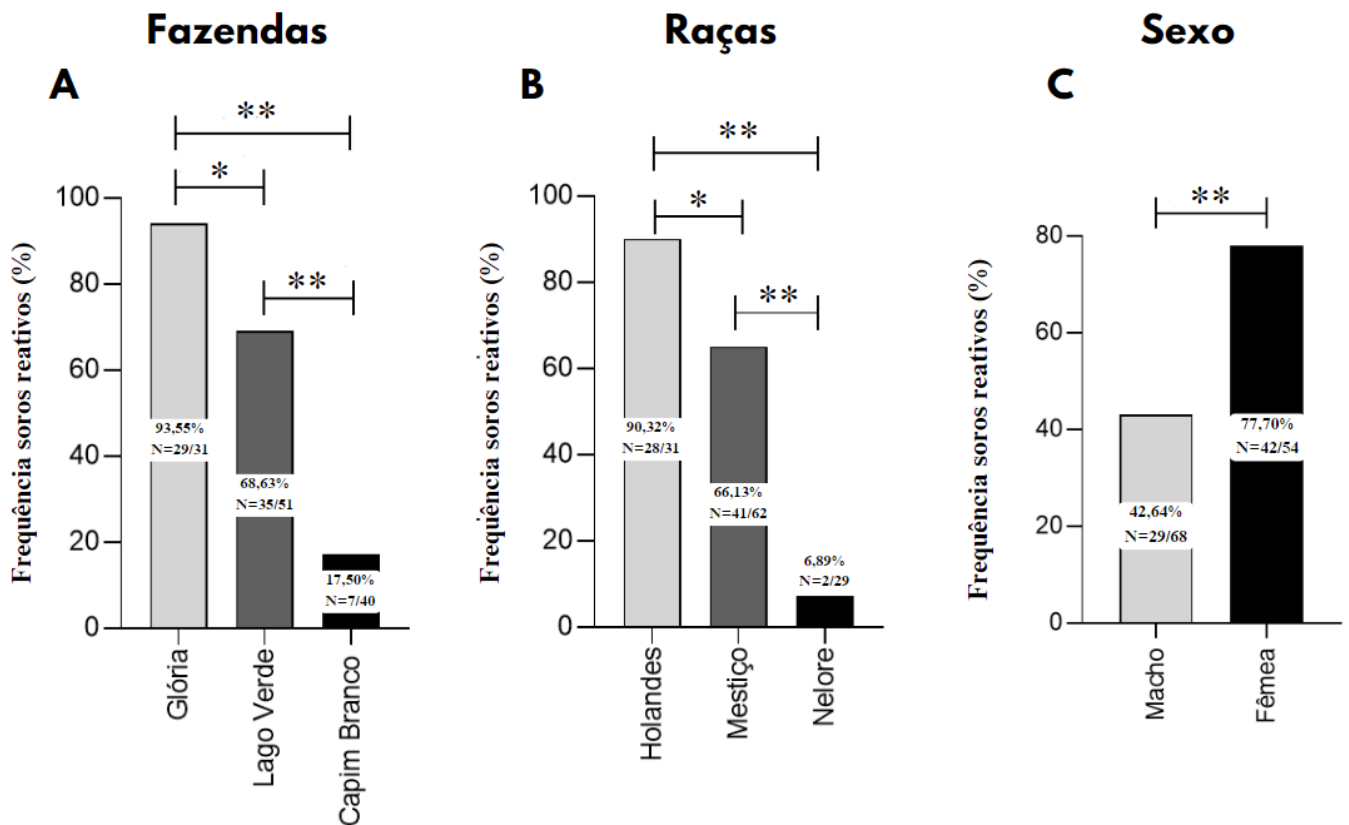 Fazendas
A
**
*
**
Frequência soros reativos (%)
100
80
60
40
20
0
93,55%
N=29/31
68,63%
N=35/51
17,50%
N=7/40
Glória
Lago Verde
Capim Branco
Raças
B
**
*
**
Frequência soros reativos (%)
100
80
60
40
20
0
90,32%
N=28/31
66,13%
N=41/62
6,89%
N=2/29
Holandes
Mestiço
Nelore
Sexo
C
**
Frequência soros reativos (%)
80
60
40
20
0
42,64%
N=29/68
77,70%
N=42/54
Macho
Fêmea